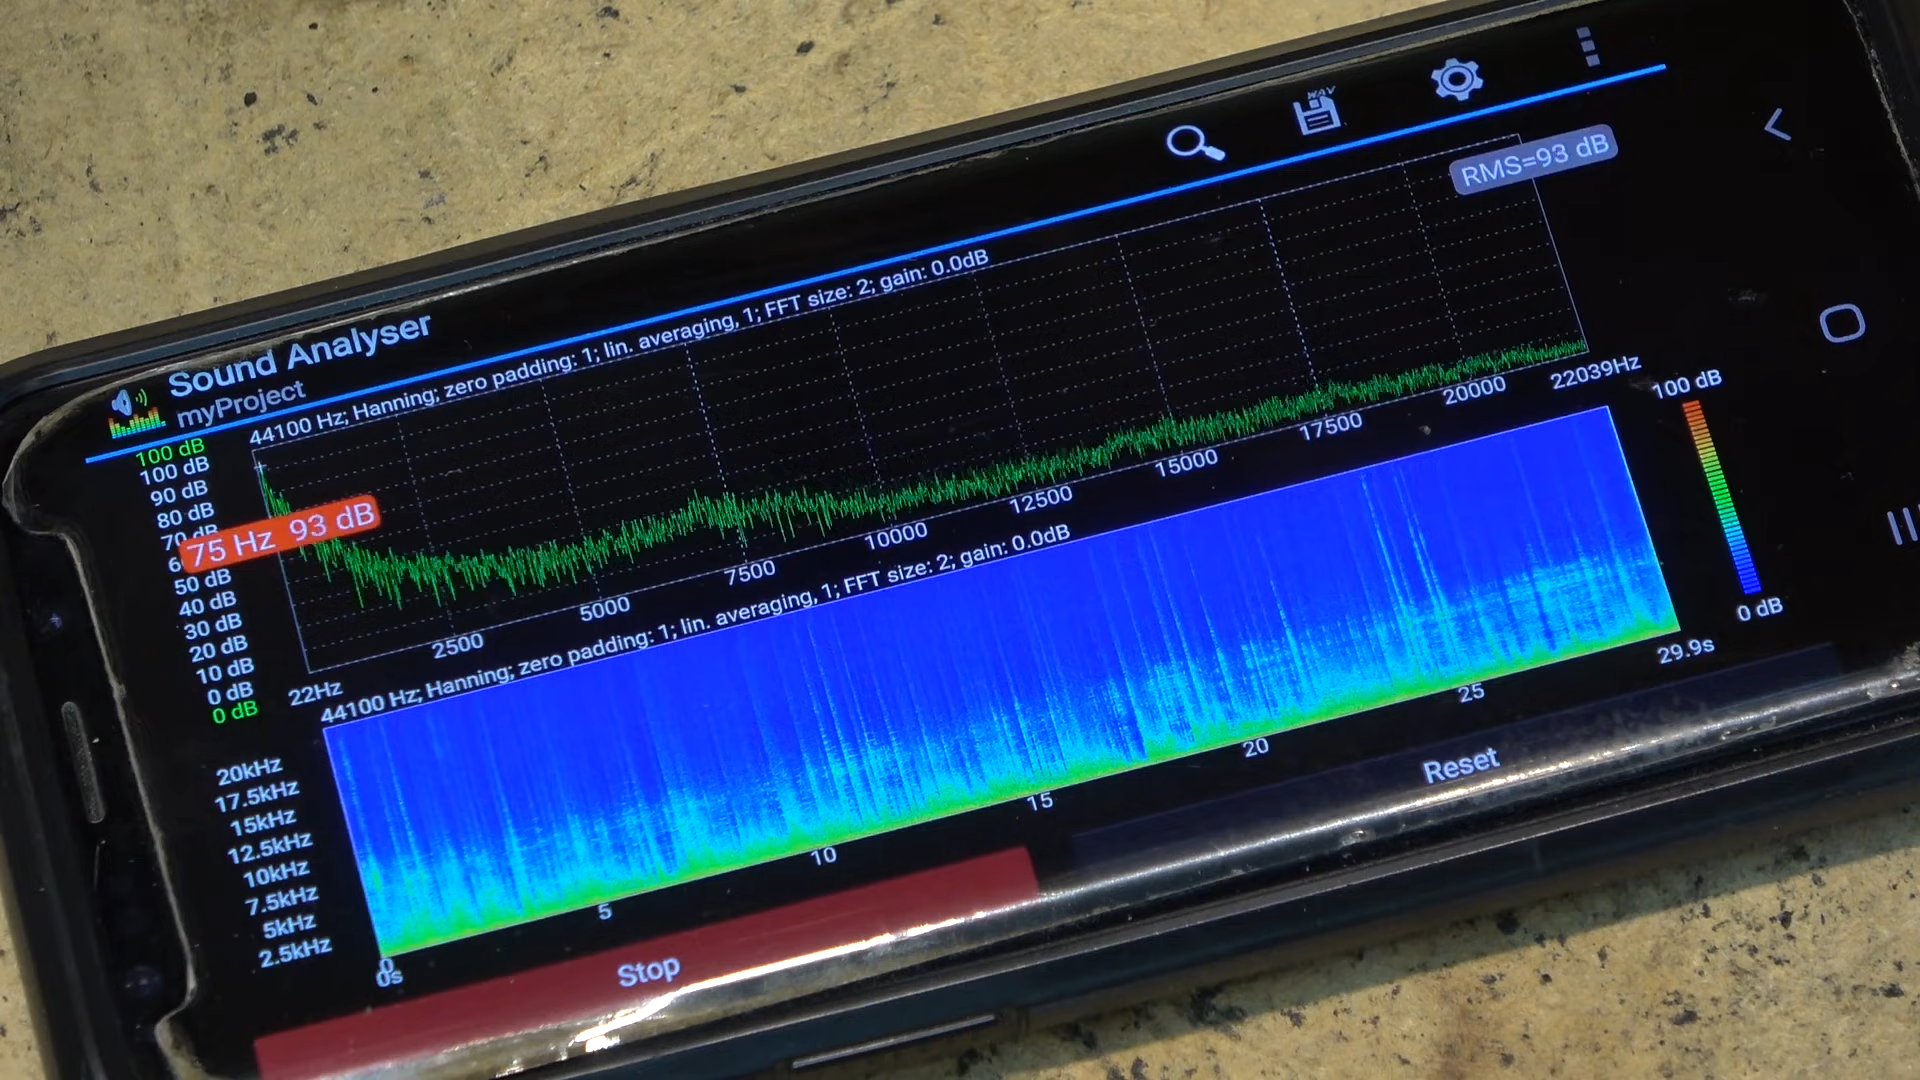 WAV
RMS=93 dB
Sound Analyser
myProject
44100 Hz; Hanning; zero padding: 1; lin. averaging, 1; FFT size: 2; gain: 0.0dB
100 dB
100 dB
90 dB
80 dB
70 dB
75 Hz 93 dB
50 dB
40 dB
30 dB
20 dB
10 dB
0 dB
0 dB
22Hz
2500
5000
7500
10000
12500
15000
17500
20000
22039Hz
44100 Hz; Hanning; zero padding: 1; lin. averaging, 1; FFT size: 2; gain: 0.0dB
100 dB
0 dB
20kHz
17.5kHz
15kHz
12.5kHz
10kHz
7.5kHz
5kHz
2.5kHz
0
0s
5
10
15
20
25
29.9s
Stop
Reset